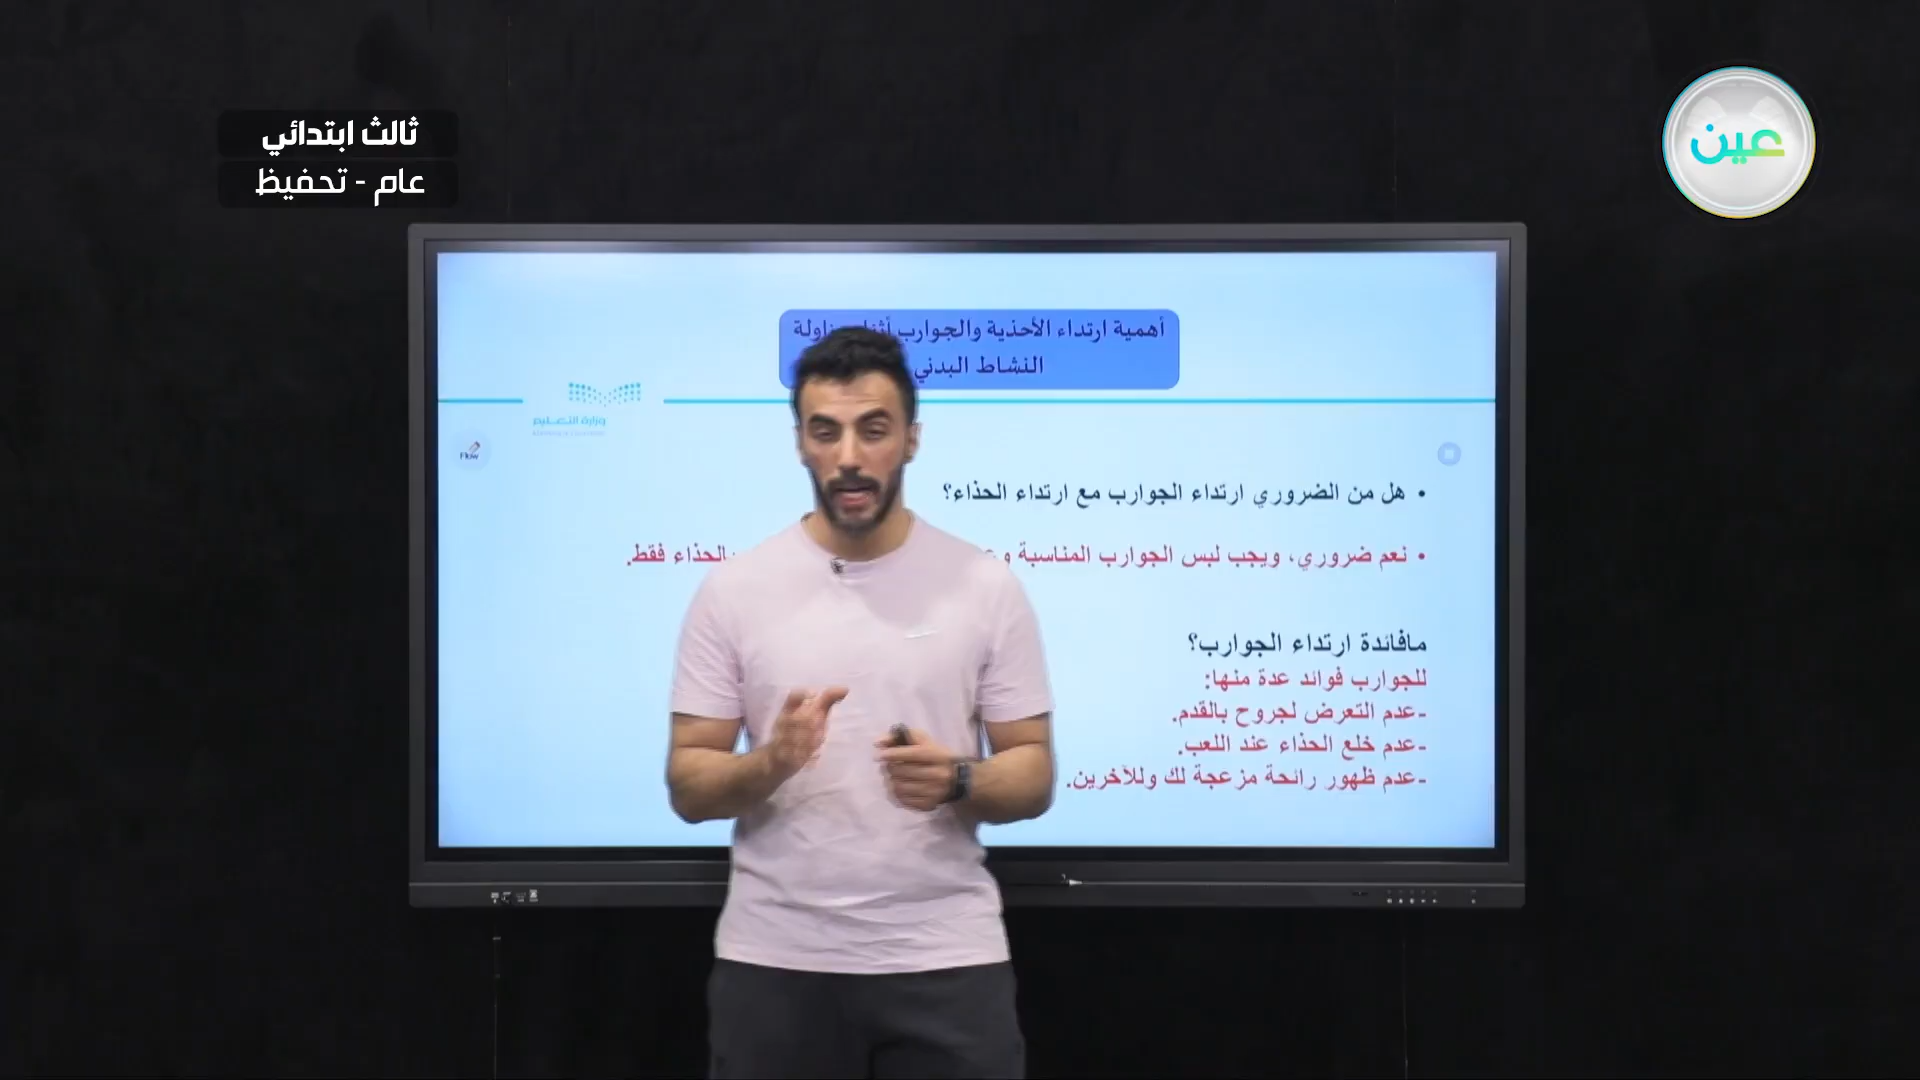 ثالث ابتدائي
عام - تحفيظ
عين
أهمية ارتداء الأحذية والجوارب
النشاط البدني
وزارة التعليم
Flow
• هل من الضروري ارتداء الجوارب مع ارتداء الحذاء؟
• نعم ضروري، ويجب لبس الجوارب المناسبة بالحذاء فقط.
مافائدة ارتداء الجوارب؟
للجوارب فوائد عدة منها:
-عدم التعرض لجروح بالقدم.
-عدم خلع الحذاء عند اللعب.
-عدم ظهور رائحة مزعجة لك وللآخرين.